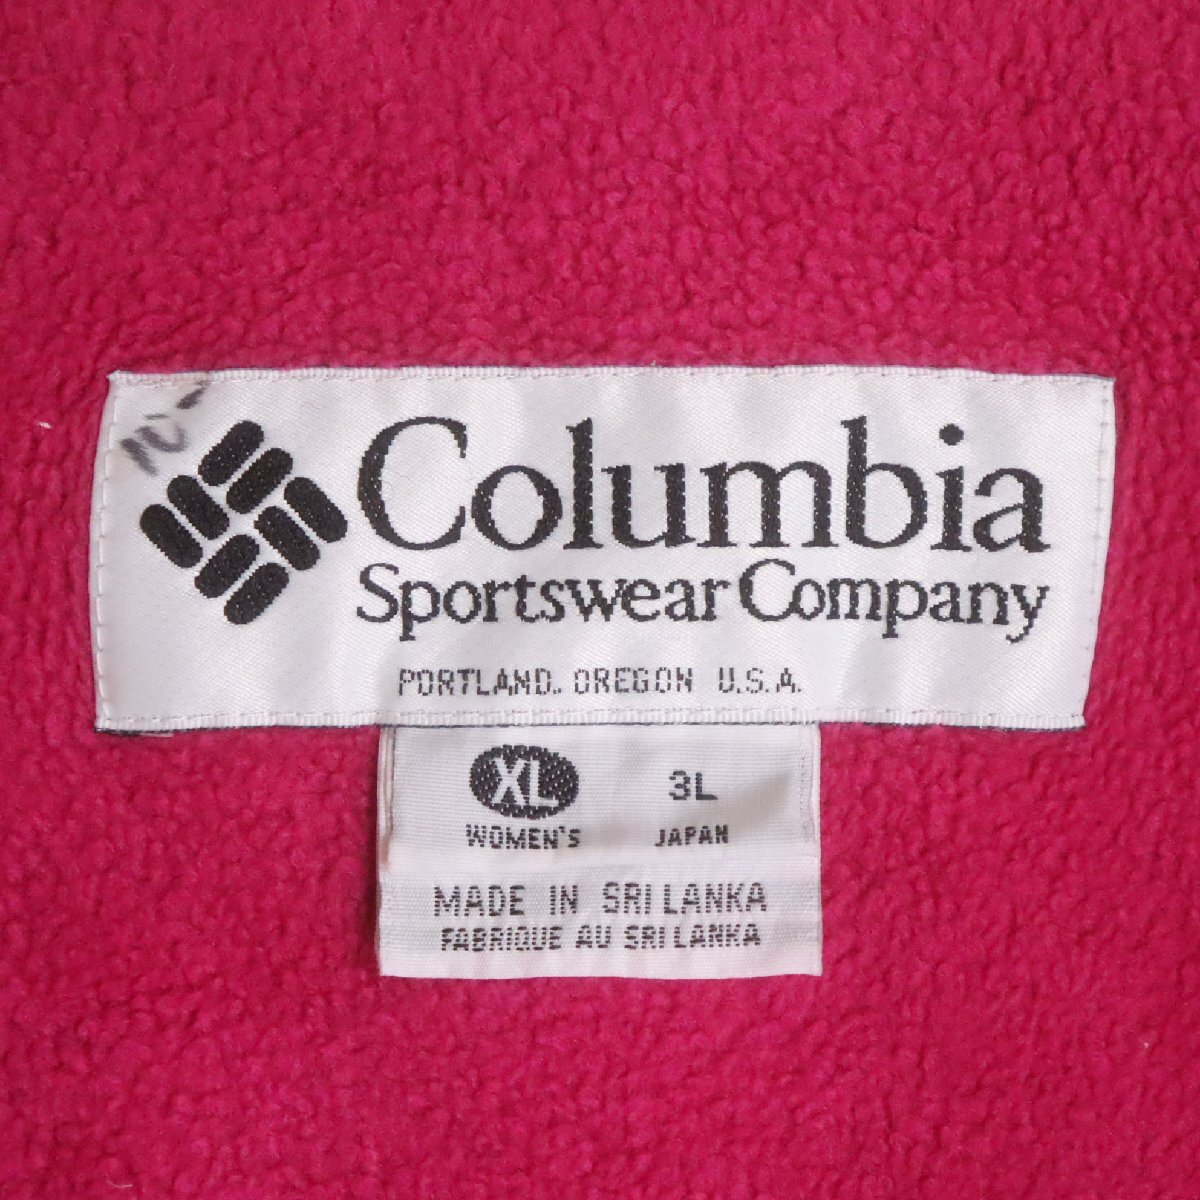 Columbia
Sportswear Company
PORTLAND. OREGON U.S.A.
XL 3L
WOMEN'S JAPAN
MADE IN SRI LANKA
FABRIQUE AU SRI LANKA